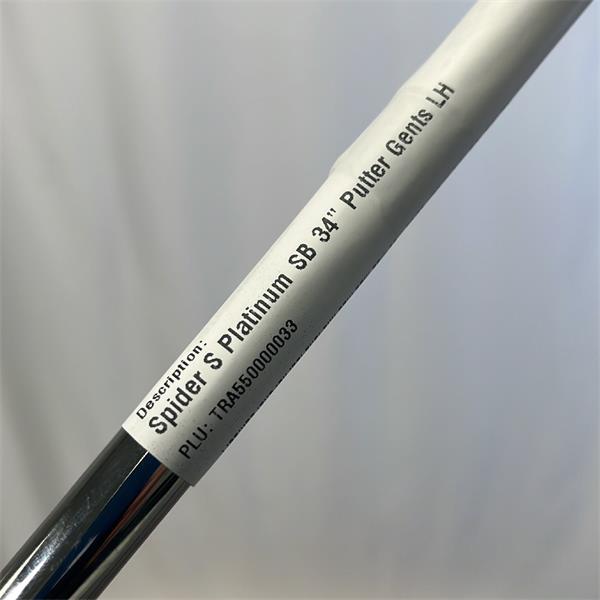 Description:
Spider S Platinum SB 34" Putter Gents LH
PLU: TRA550000033